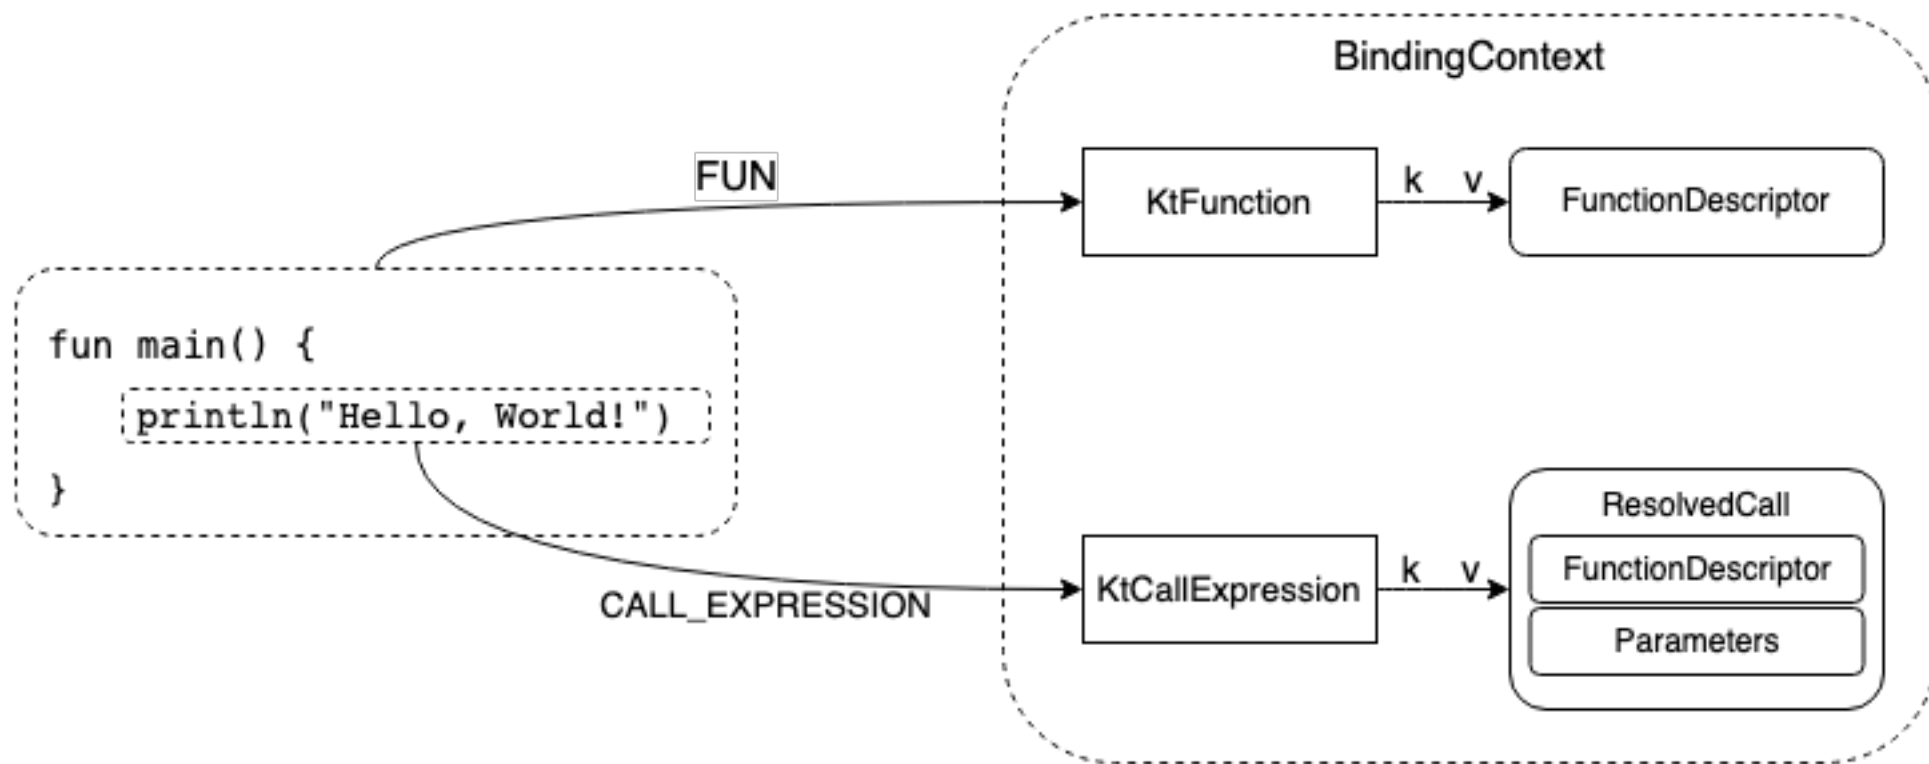 BindingContext
FUN
KtFunction
k v
FunctionDescriptor
fun main() {
println("Hello, World!")
}
CALL_EXPRESSION
KtCallExpression
k v
ResolvedCall
FunctionDescriptor
Parameters